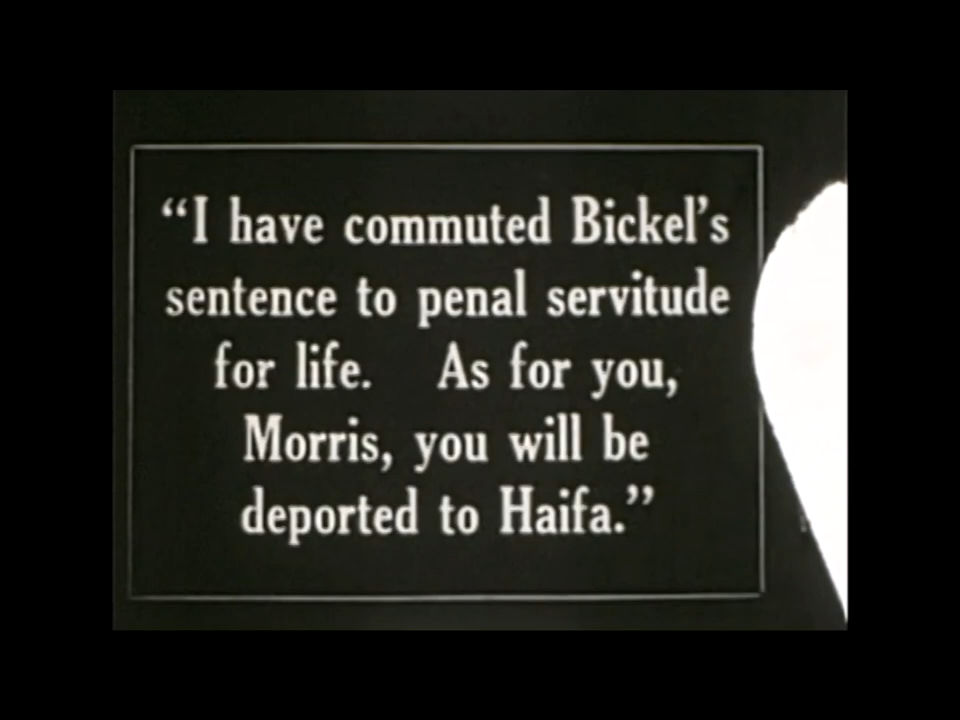 “I have commuted Bickel’s
sentence to penal servitude
for life. As for you,
Morris, you will be
deported to Haifa.”